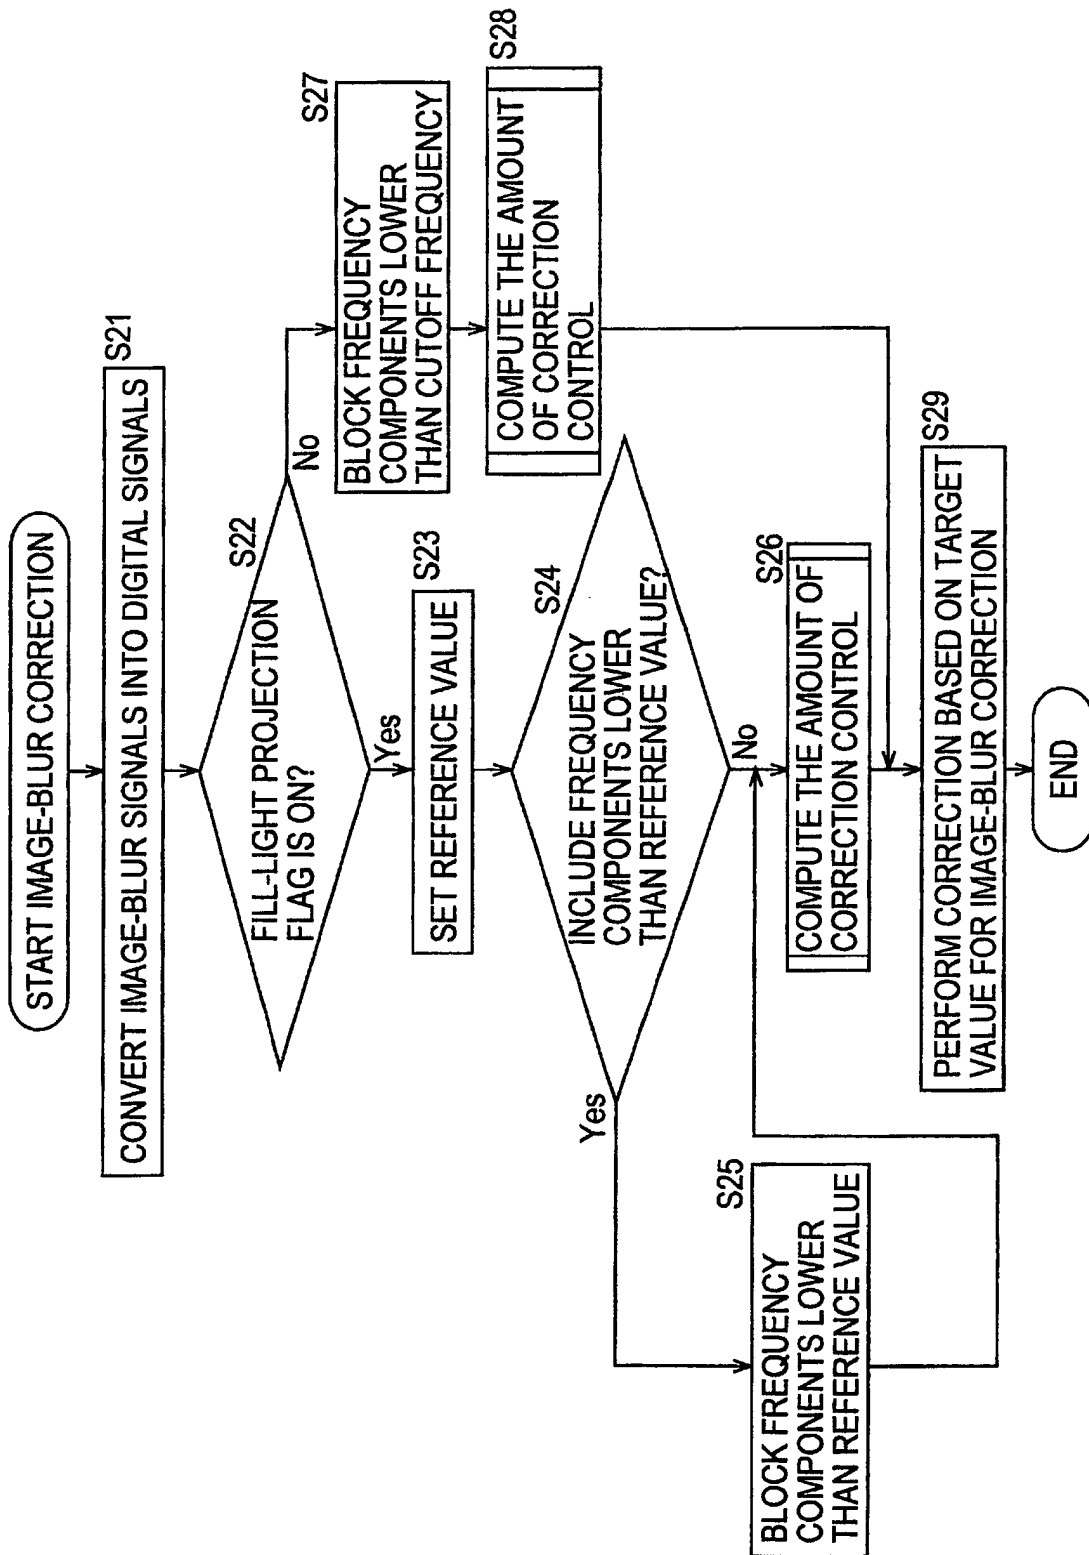 START IMAGE-BLUR CORRECTION
S21
CONVERT IMAGE-BLUR SIGNALS INTO DIGITAL SIGNALS
S22
FILL-LIGHT PROJECTION
FLAG IS ON?
No
Yes
S27
BLOCK FREQUENCY
COMPONENTS LOWER
THAN CUTOFF FREQUENCY
S23
SET REFERENCE VALUE
S28
COMPUTE THE AMOUNT
OF CORRECTION
CONTROL
S24
INCLUDE FREQUENCY
COMPONENTS LOWER
THAN REFERENCE VALUE?
Yes
No
S25
BLOCK FREQUENCY
COMPONENTS LOWER
THAN REFERENCE VALUE
S26
COMPUTE THE AMOUNT OF
CORRECTION CONTROL
S29
PERFORM CORRECTION BASED ON TARGET
VALUE FOR IMAGE-BLUR CORRECTION
END